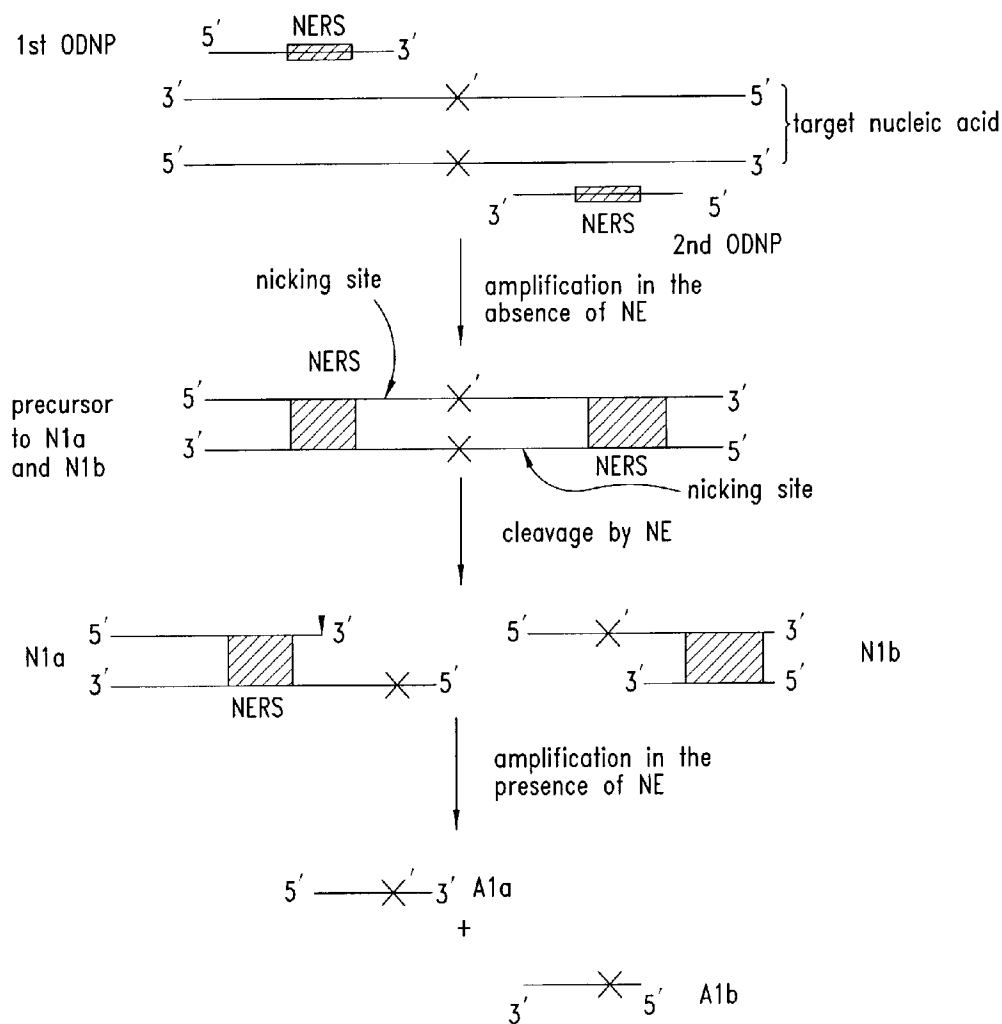 1st ODNP
5′ NERS 3′
3′ X′ 5′
5′ X 3′
target nucleic acid
3′ NERS 5′
2nd ODNP
nicking site
amplification in the
absence of NE
NERS
5′ X′ 3′
precursor
to N1a
and N1b
3′ X 5′
NERS
nicking site
cleavage by NE
N1a
5′ 3′
3′ X 5′
NERS
5′ X′ 3′
3′ 5′
N1b
amplification in the
presence of NE
5′ X′ 3′ A1a
+
3′ X 5′ A1b